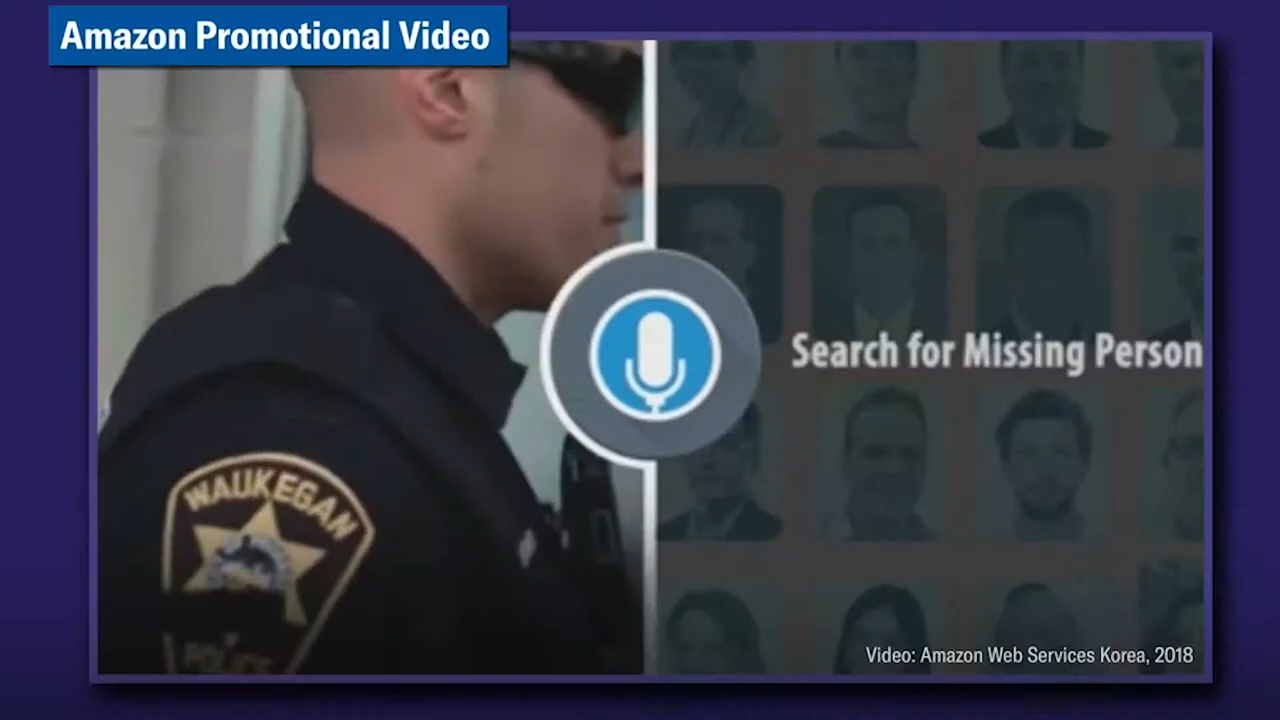 Amazon Promotional Video
Search for Missing Person
WAUKEGAN
POLICE
Video: Amazon Web Services Korea, 2018